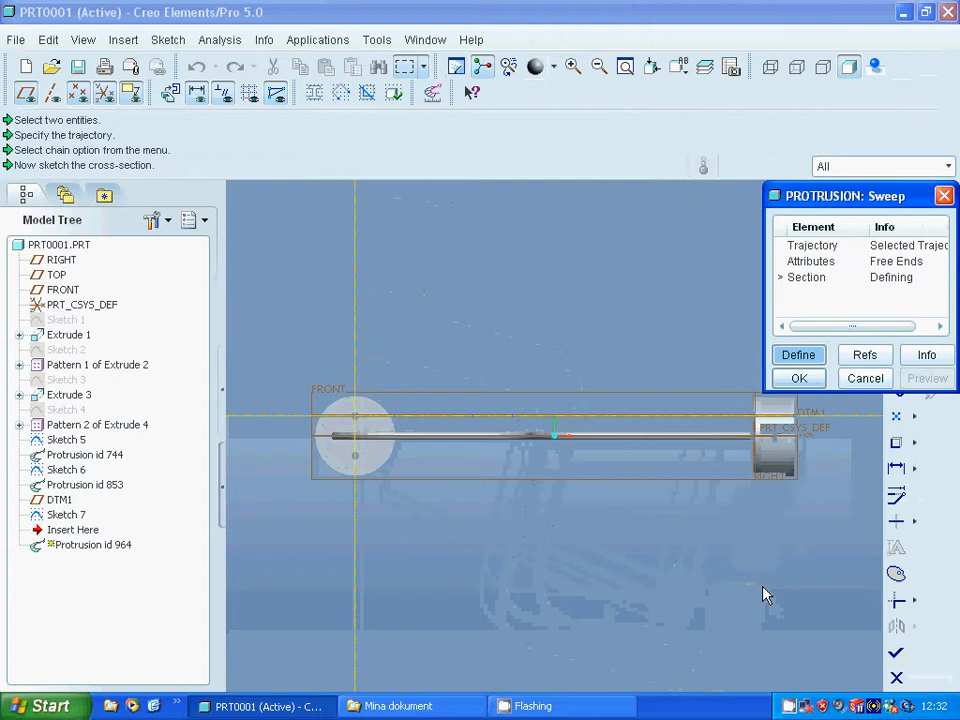 PRT0001 (Active) - Creo Elements/Pro 5.0
File Edit View Insert Sketch Analysis Info Applications Tools Window Help
Select two entities.
Specify the trajectory.
Select chain option from the menu.
Now sketch the cross-section.
All
Model Tree
PRT0001.PRT
RIGHT
TOP
FRONT
PRT_CSYS_DEF
Sketch 1
Extrude 1
Sketch 2
Pattern 1 of Extrude 2
Sketch 3
Extrude 3
Sketch 4
Pattern 2 of Extrude 4
Sketch 5
Protrusion id 744
Sketch 6
Protrusion id 853
DTM1
Sketch 7
Insert Here
Protrusion id 964
PROTRUSION: Sweep
Element Info
Trajectory Selected Trajec
Attributes Free Ends
> Section Defining
Define Refs Info
OK Cancel Preview
FRONT
DTM1
PRT_CSYS_DEF
Start PRT0001 (Active) - C... Mina dokument Flashing 12:32